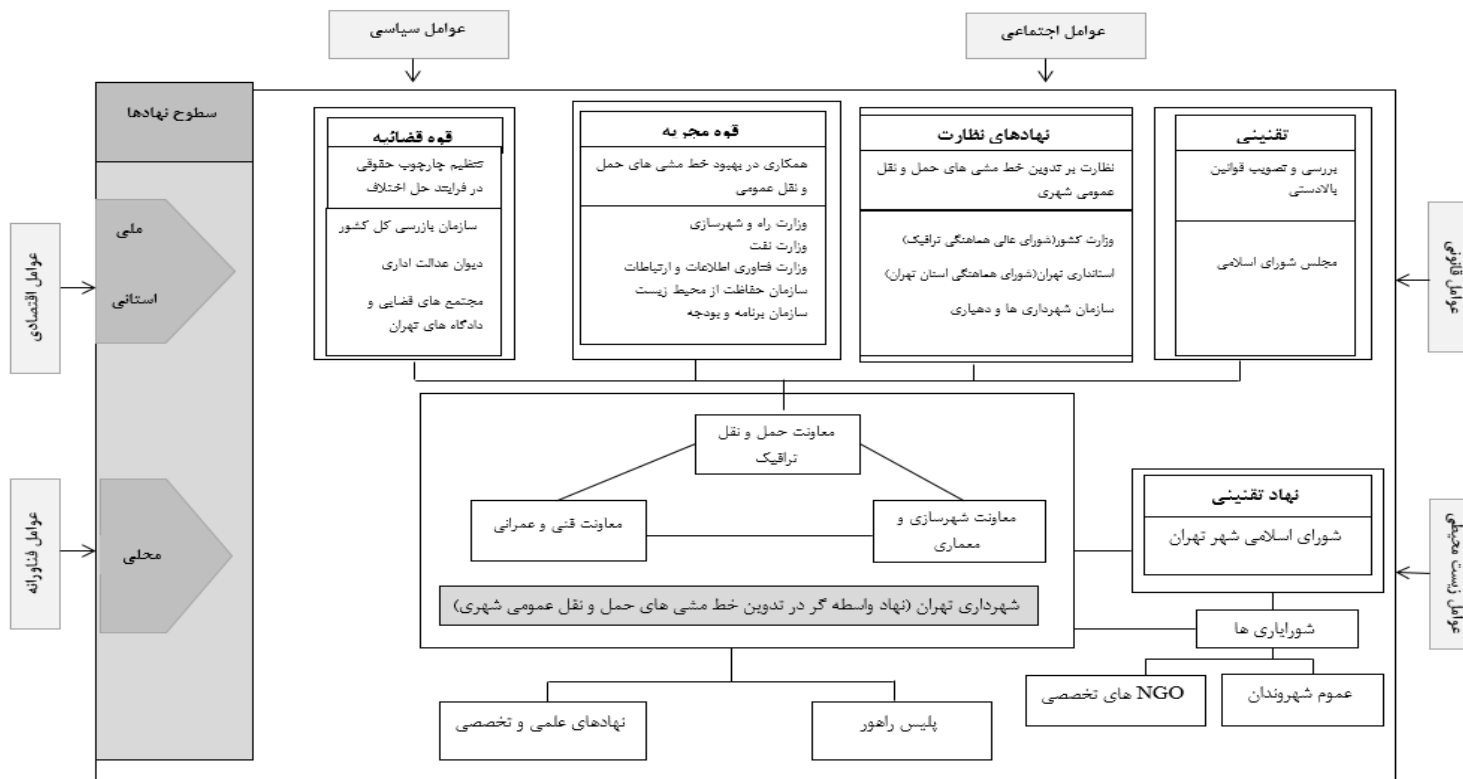 عوامل سیاسی
عوامل اجتماعی
سطوح نهادها
ملی
استانی
محلی
عوامل اقتصادی
عوامل فناورانه
عوامل قانونی
عوامل زیست محیطی
تقنینی
بررسی و تصویب قوانین
بالادستی
مجلس شورای اسلامی
نهادهای نظارت
نظارت بر تدوین خط مشی های حمل و نقل
عمومی شهری
وزارت کشور(شورای عالی هماهنگی ترافیک)
استانداری تهران(شورای هماهنگی استان تهران)
سازمان شهرداری ها و دهیاری
قوه مجریه
همکاری در بهبود خط مشی های حمل
و نقل عمومی
وزارت راه و شهرسازی
وزارت نفت
وزارت فناوری اطلاعات و ارتباطات
سازمان حفاظت از محیط زیست
سازمان برنامه و بودجه
قوه قضائیه
تنظیم چارچوب حقوقی
در فرایند حل اختلاف
سازمان بازرسی کل کشور
دیوان عدالت اداری
مجتمع های قضایی و
دادگاه های تهران
معاونت حمل و نقل
ترافیک
معاونت شهرسازی و
معماری
معاونت فنی و عمرانی
شهرداری تهران (نهاد واسطه گر در تدوین خط مشی های حمل و نقل عمومی شهری)
نهاد تقنینی
شورای اسلامی شهر تهران
شورایاری ها
عموم شهروندان
NGO های تخصصی
پلیس راهور
نهادهای علمی و تخصصی